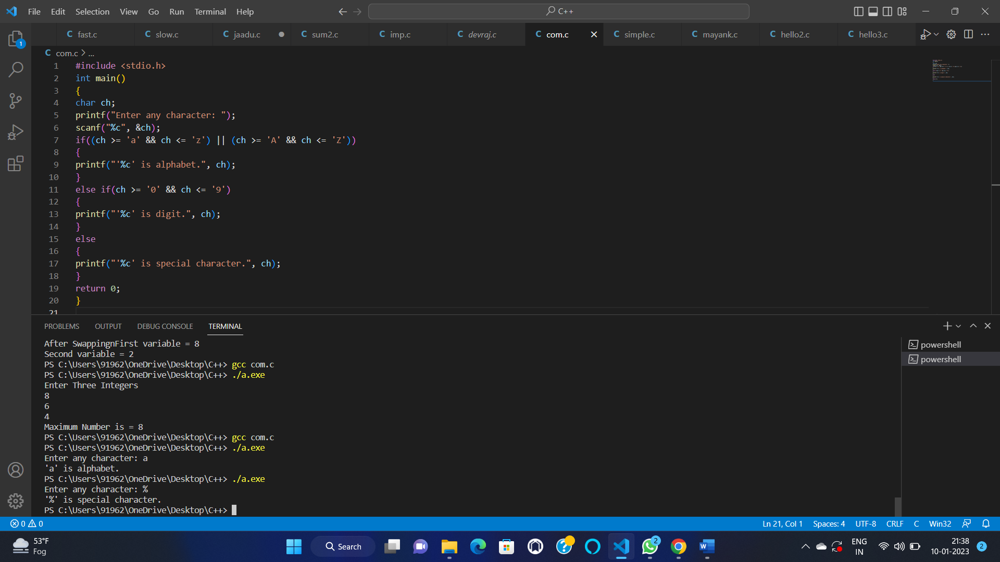 File Edit Selection View Go Run Terminal Help
C++
1
C fast.c C slow.c C jaadu.c C sum2.c C imp.c C devraj.c C com.c C simple.c C mayank.c C hello2.c C hello3.c
C com.c > ...
1 #include <stdio.h>
2 int main()
3 {
4 char ch;
5 printf("Enter any character: ");
6 scanf("%c", &ch);
7 if((ch >= 'a' && ch <= 'z') || (ch >= 'A' && ch <= 'Z'))
8 {
9 printf("'%c' is alphabet.", ch);
10 }
11 else if(ch >= '0' && ch <= '9')
12 {
13 printf("'%c' is digit.", ch);
14 }
15 else
16 {
17 printf("'%c' is special character.", ch);
18 }
19 return 0;
20 }
21
PROBLEMS OUTPUT DEBUG CONSOLE TERMINAL
After SwappingnFirst variable = 8
Second variable = 2
PS C:\Users\91962\OneDrive\Desktop\C++> gcc com.c
PS C:\Users\91962\OneDrive\Desktop\C++> ./a.exe
Enter Three Integers
8
6
4
Maximum Number is = 8
PS C:\Users\91962\OneDrive\Desktop\C++> gcc com.c
PS C:\Users\91962\OneDrive\Desktop\C++> ./a.exe
Enter any character: a
'a' is alphabet.
PS C:\Users\91962\OneDrive\Desktop\C++> ./a.exe
Enter any character: %
'%' is special character.
PS C:\Users\91962\OneDrive\Desktop\C++>
powershell
powershell
0 0 Ln 21, Col 1 Spaces: 4 UTF-8 CRLF C Win32
53°F
Fog
Search
2
ENG
IN
21:38
10-01-2023
2